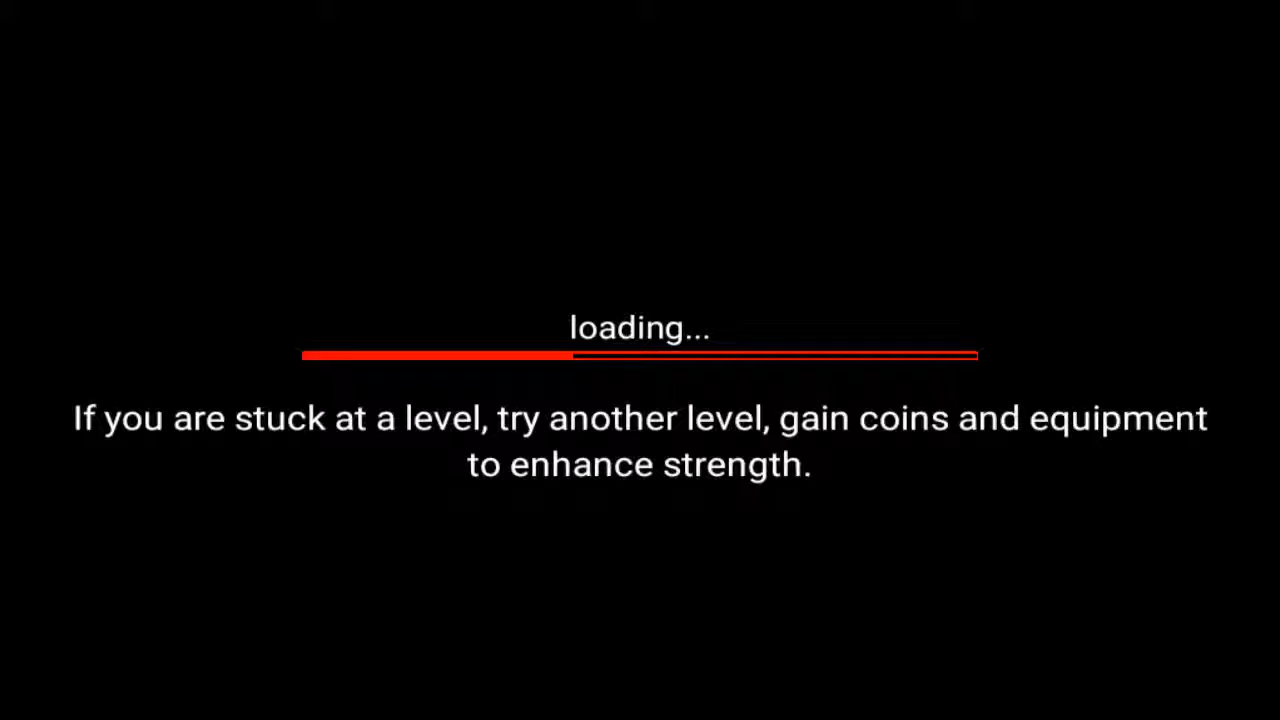 loading...
If you are stuck at a level, try another level, gain coins and equipment
to enhance strength.